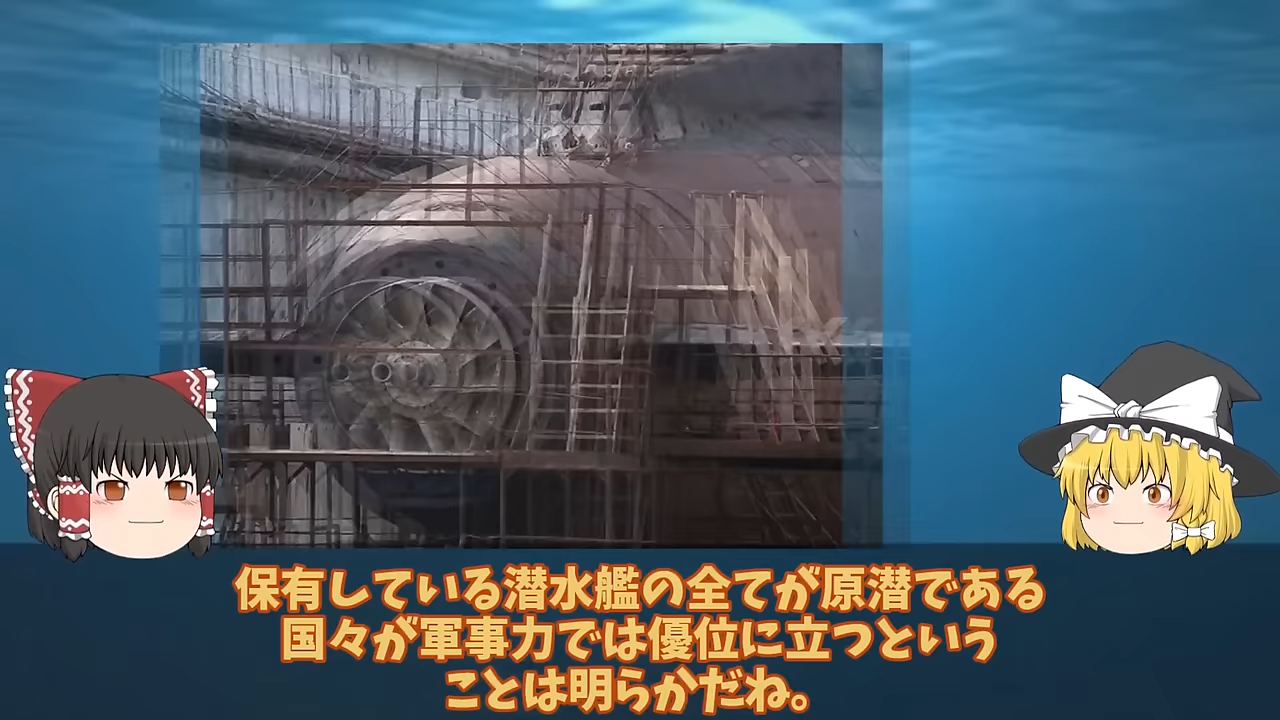 保有している潜水艦の全てが原潜である
国々が軍事力では優位に立つという
ことは明らかだね。